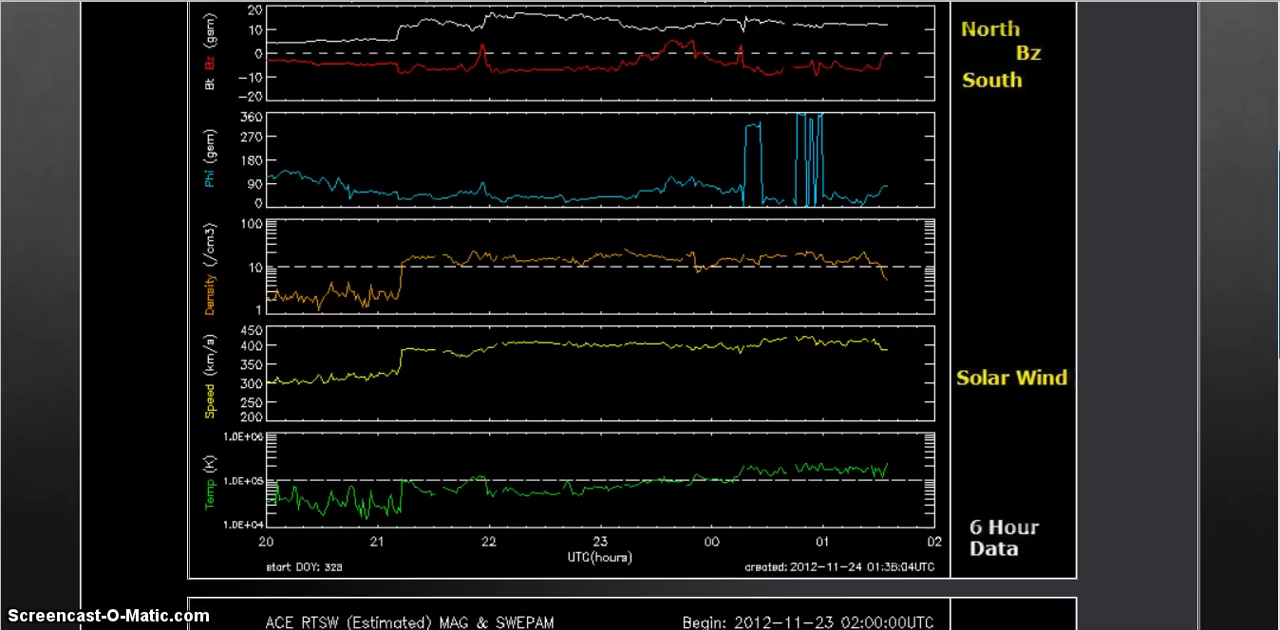 20
10
0
-10
-20
Bt Bz (gsm)
North
Bz
South
360
270
180
90
0
Phi (gsm)
100
10
1
Density (/cm3)
450
400
350
300
250
200
Speed (km/s)
Solar Wind
1.0E+06
1.0E+05
1.0E+04
Temp (K)
20 21 22 23 00 01 02
UTC(hours)
start DOY: 328
created: 2012-11-24 01:36:04UTC
6 Hour
Data
Screencast-O-Matic.com
ACE RTSW (Estimated) MAG & SWEPAM
Begin: 2012-11-23 02:00:00UTC